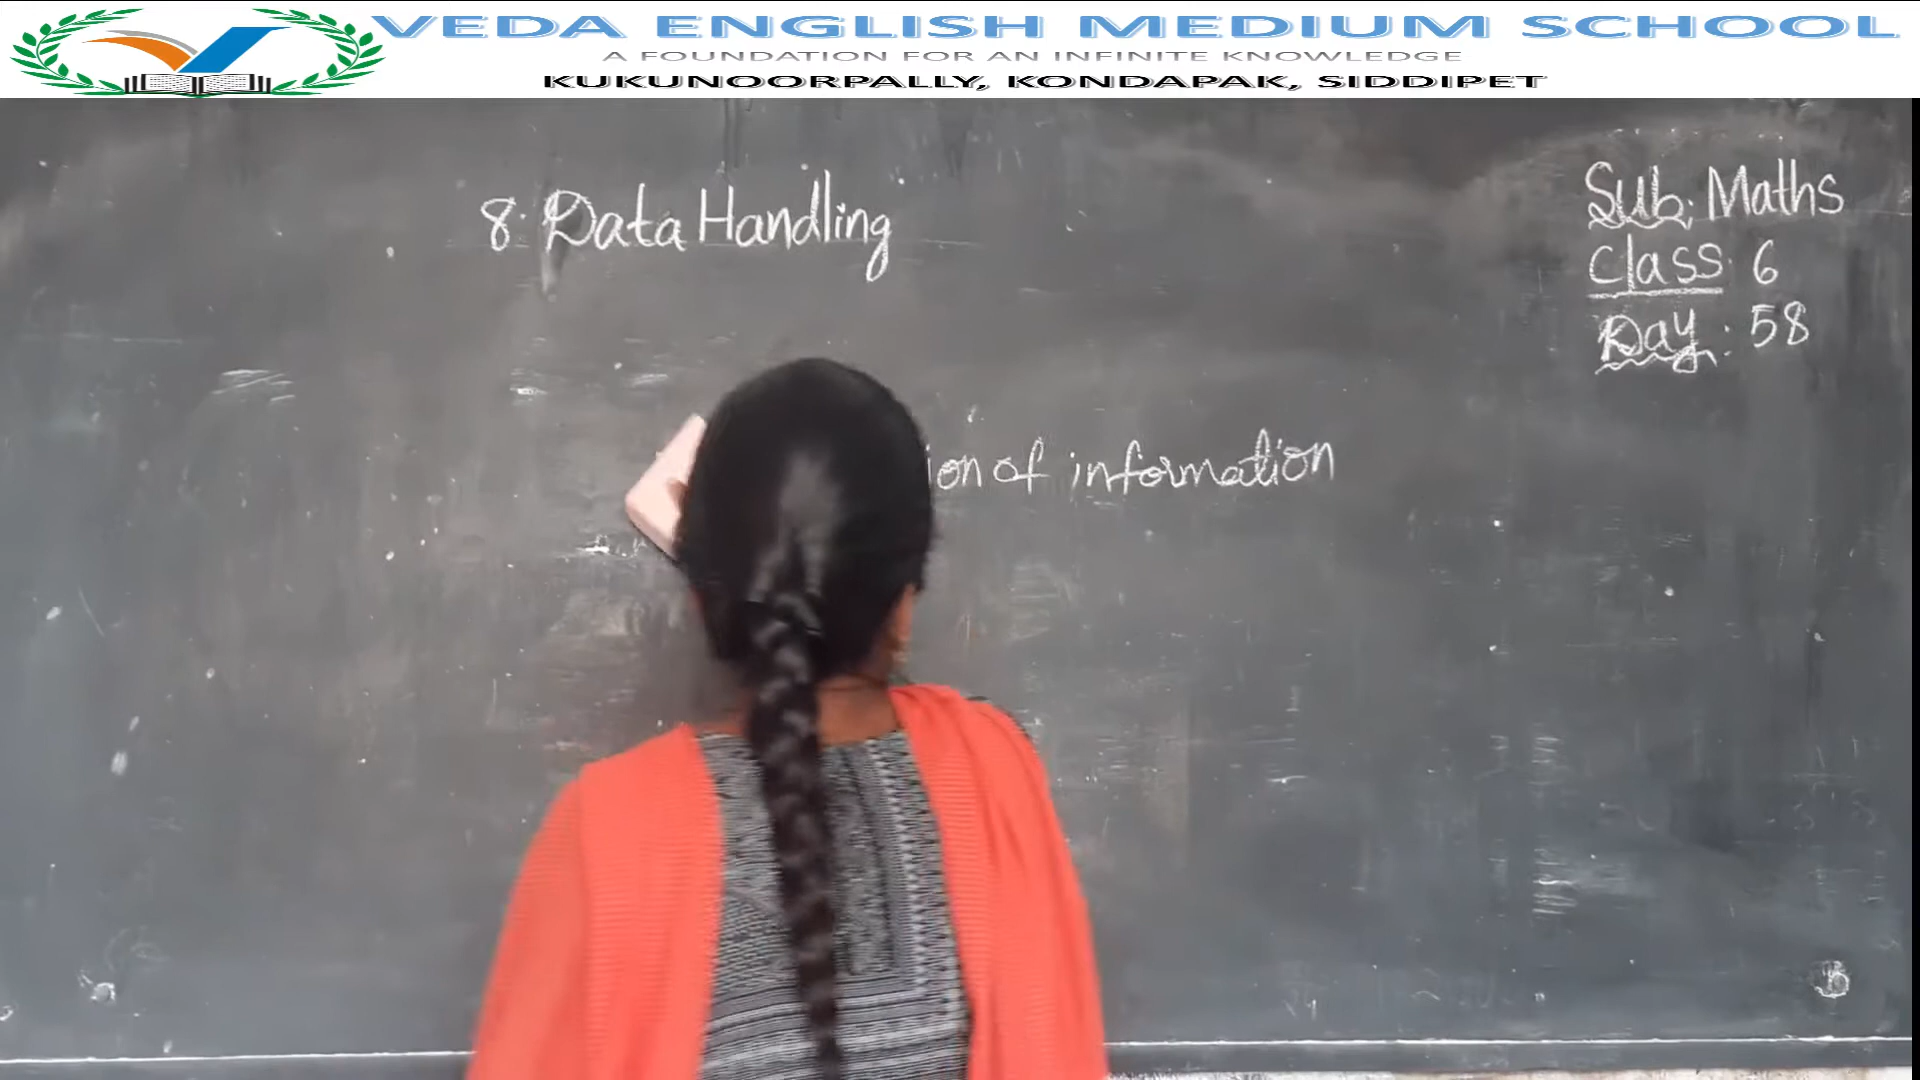 VEDA ENGLISH MEDIUM SCHOOL
A FOUNDATION FOR AN INFINITE KNOWLEDGE
KUKUNOORPALLY, KONDAPAK, SIDDIPET
8. Data Handling
Sub: Maths
Class: 6
Day: 58
ion of information